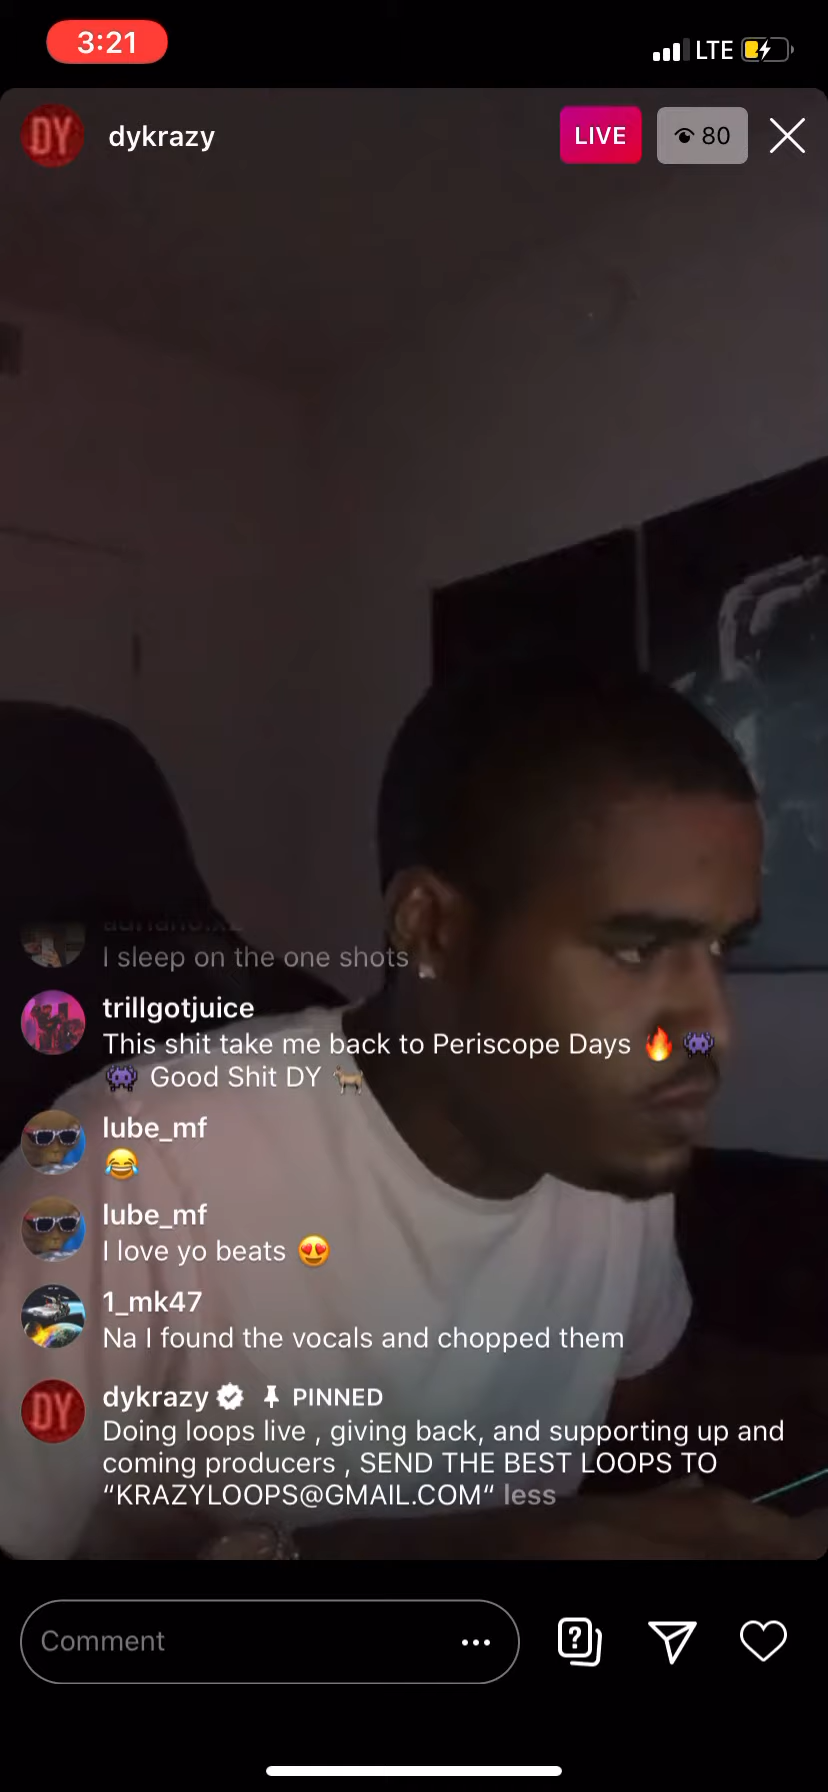 3:21
LTE
DY
dykrazy
LIVE
80
I sleep on the one shots
trillgotjuice
This shit take me back to Periscope Days 🔥 👾
👾 Good Shit DY 🐐
lube_mf
😂
lube_mf
I love yo beats 😍
1_mk47
Na I found the vocals and chopped them
DY
dykrazy PINNED
Doing loops live , giving back, and supporting up and
coming producers , SEND THE BEST LOOPS TO
“KRAZYLOOPS@GMAIL.COM“ less
Comment